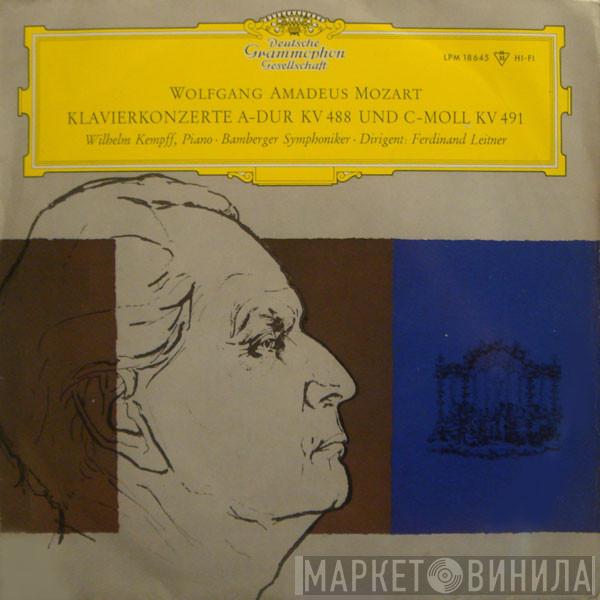 Deutsche
Grammophon
Gesellschaft
LPM 18645 HI-FI
WOLFGANG AMADEUS MOZART
KLAVIERKONZERTE A-DUR KV 488 UND C-MOLL KV 491
Wilhelm Kempff, Piano · Bamberger Symphoniker · Dirigent: Ferdinand Leitner
МАРКЕТ ВИНИЛА